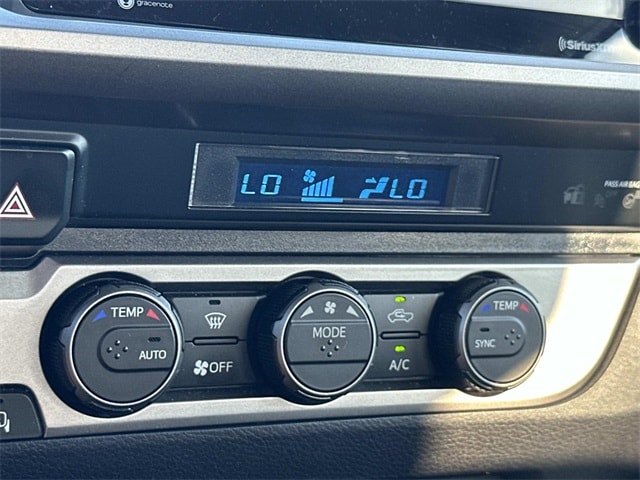 gracenote
SiriusXM
LO LO
PASS AIR BAG
TEMP
AUTO
OFF
MODE
A/C
TEMP
SYNC